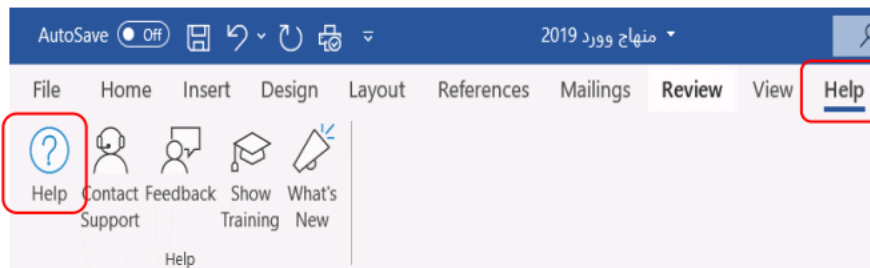 AutoSave Off منهاج وورد 2019
File Home Insert Design Layout References Mailings Review View Help
Help Contact Feedback Show What's
Support Training New
Help